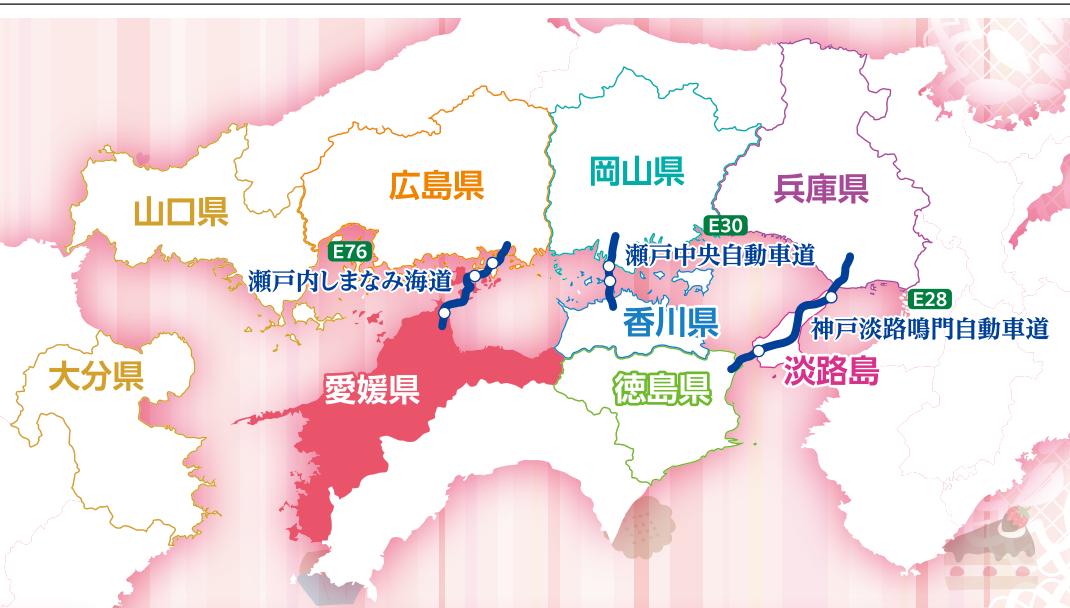 山口県
広島県
岡山県
兵庫県
E76
瀬戸内しまなみ海道
E30
瀬戸中央自動車道
E28
神戸淡路鳴門自動車道
香川県
大分県
愛媛県
徳島県
淡路島